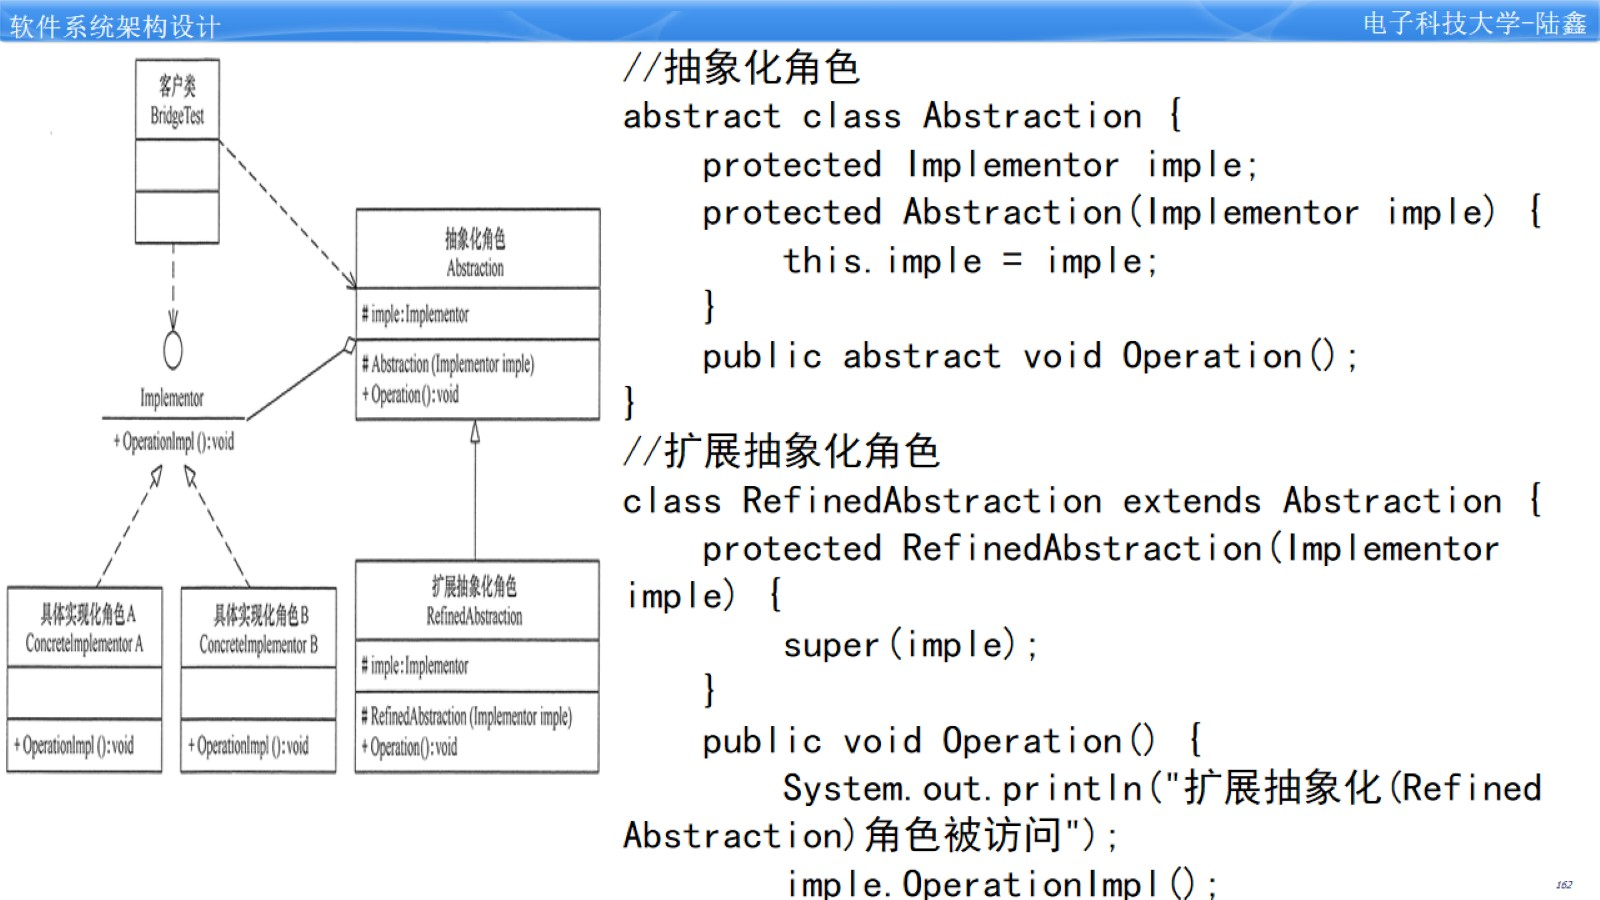 软件系统架构设计
电子科技大学-陆鑫
客户类
BridgeTest
抽象化角色
Abstraction
# imple:Implementor
# Abstraction (Implementor imple)
+ Operation():void
Implementor
+ OperationImpl ():void
具体实现化角色A
ConcreteImplementor A
+ OperationImpl ():void
具体实现化角色B
ConcreteImplementor B
+ OperationImpl ():void
扩展抽象化角色
RefinedAbstraction
# imple:Implementor
# RefinedAbstraction (Implementor imple)
+ Operation():void
//抽象化角色
abstract class Abstraction {
    protected Implementor imple;
    protected Abstraction(Implementor imple) {
        this.imple = imple;
    }
    public abstract void Operation();
}
//扩展抽象化角色
class RefinedAbstraction extends Abstraction {
    protected RefinedAbstraction(Implementor
imple) {
        super(imple);
    }
    public void Operation() {
        System.out.println("扩展抽象化(Refined
Abstraction)角色被访问");
        imple.OperationImpl();
162